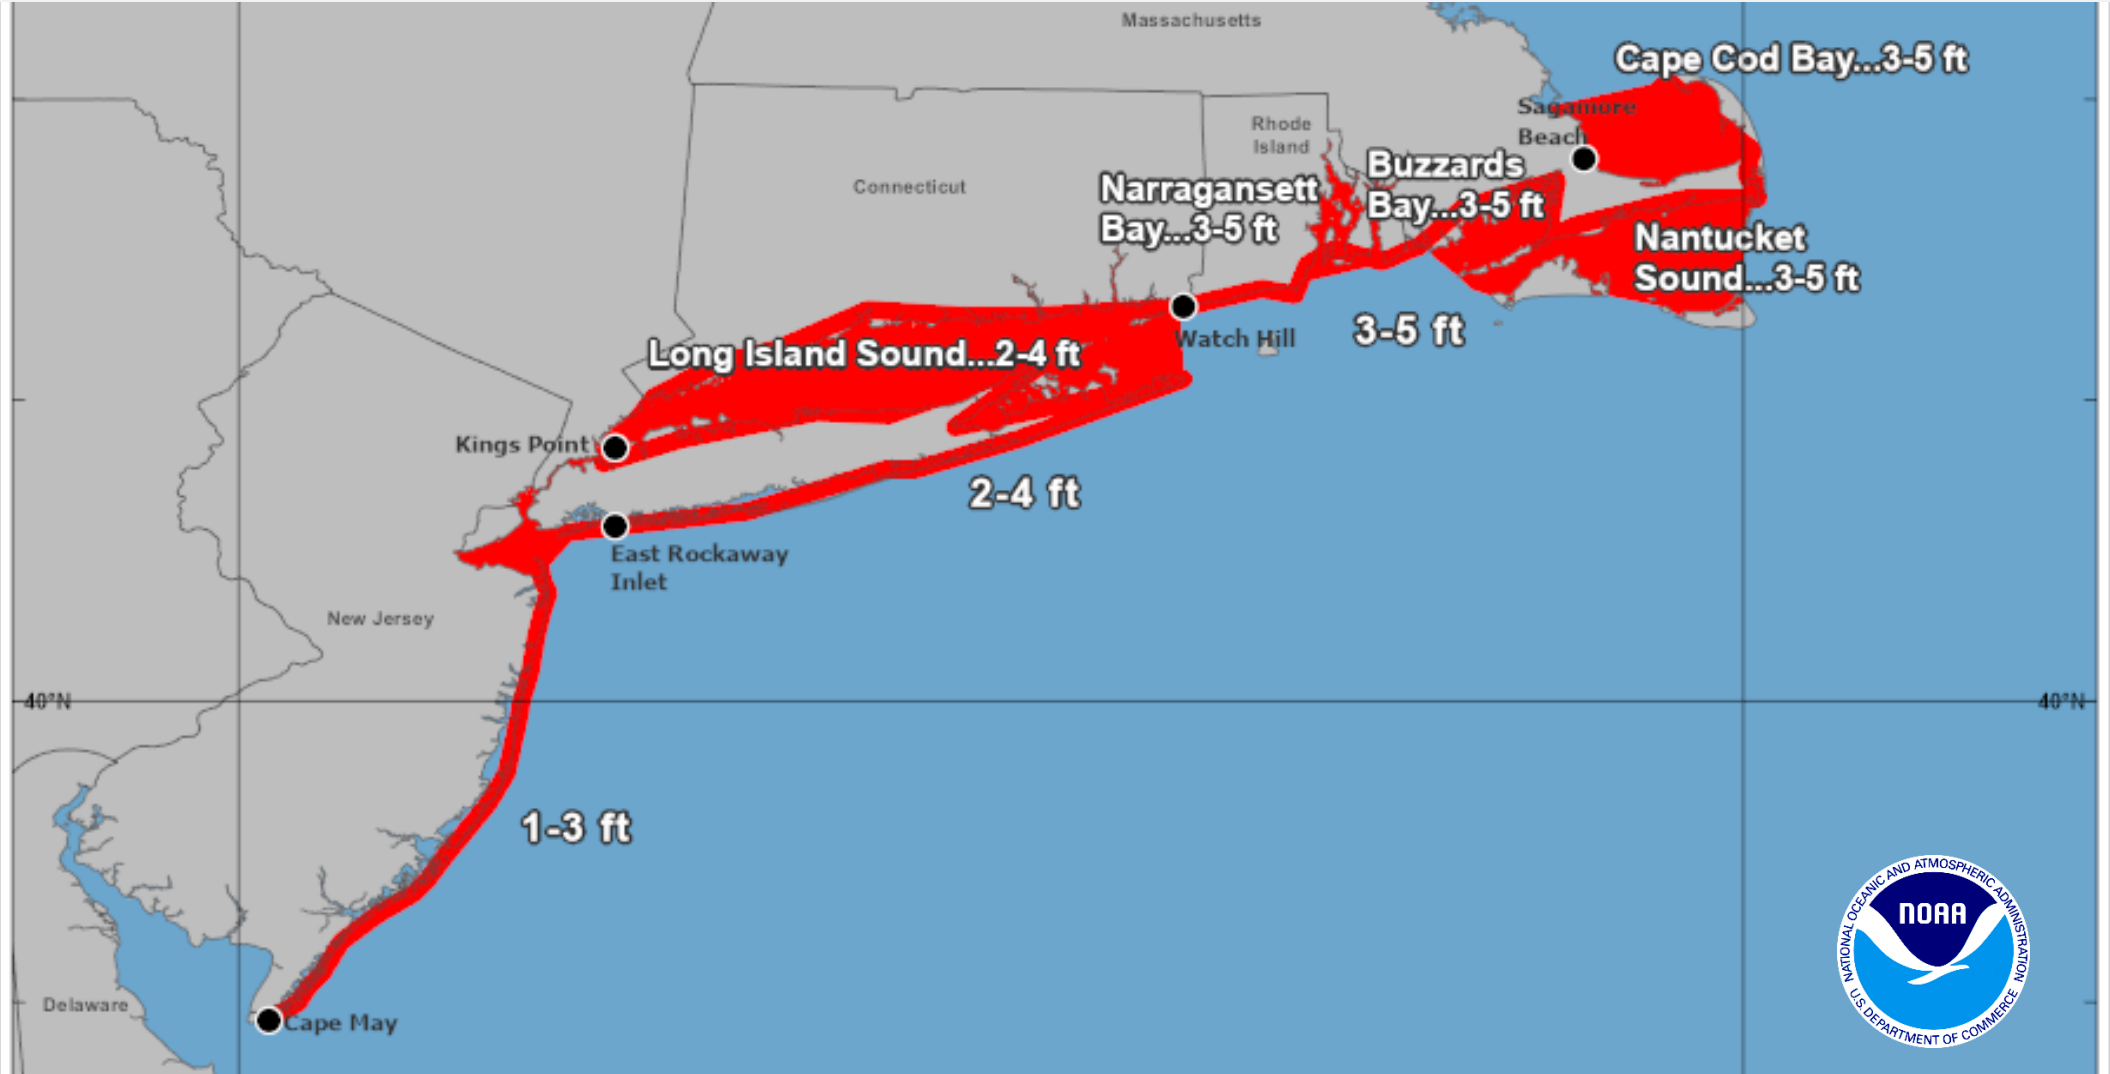 Massachusetts
Cape Cod Bay...3-5 ft
Sagamore
Beach
Rhode
Island
Buzzards
Bay...3-5 ft
Narragansett
Bay...3-5 ft
Connecticut
Nantucket
Sound...3-5 ft
Watch Hill
3-5 ft
Long Island Sound...2-4 ft
Kings Point
2-4 ft
East Rockaway
Inlet
New Jersey
40°N
40°N
1-3 ft
NATIONAL OCEANIC AND ATMOSPHERIC ADMINISTRATION
NOAA
U.S. DEPARTMENT OF COMMERCE
Delaware
Cape May